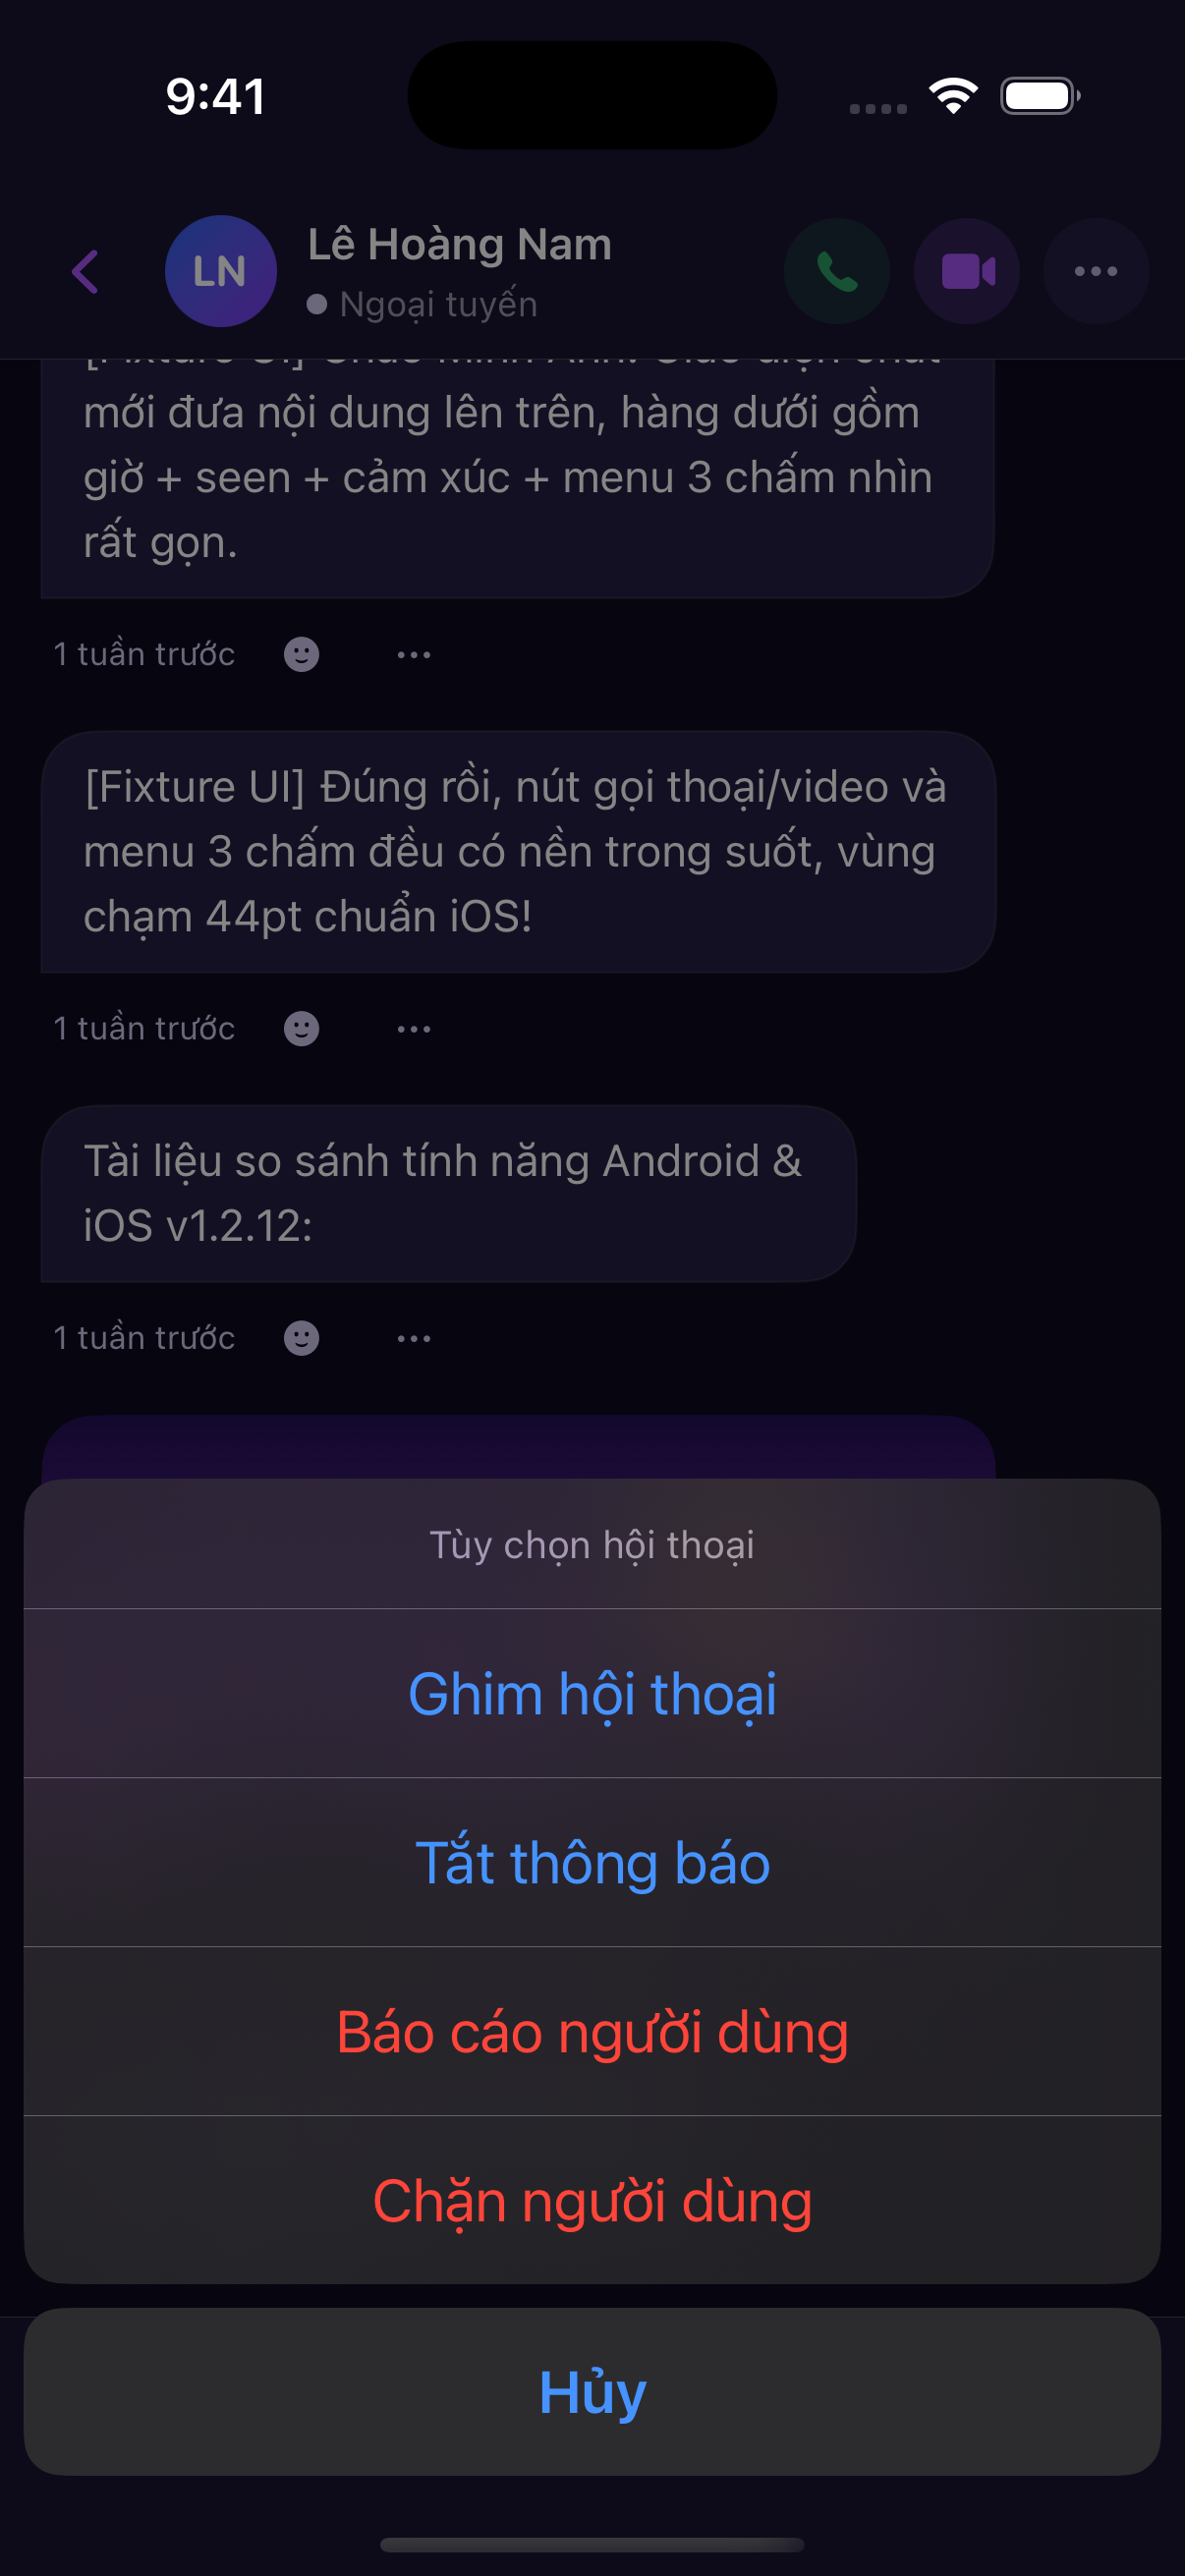 9:41
LN
Lê Hoàng Nam
Ngoại tuyến
mới đưa nội dung lên trên, hàng dưới gồm
giờ + seen + cảm xúc + menu 3 chấm nhìn
rất gọn.
1 tuần trước
[Fixture UI] Đúng rồi, nút gọi thoại/video và
menu 3 chấm đều có nền trong suốt, vùng
chạm 44pt chuẩn iOS!
1 tuần trước
Tài liệu so sánh tính năng Android &
iOS v1.2.12:
1 tuần trước
Tùy chọn hội thoại
Ghim hội thoại
Tắt thông báo
Báo cáo người dùng
Chặn người dùng
Hủy